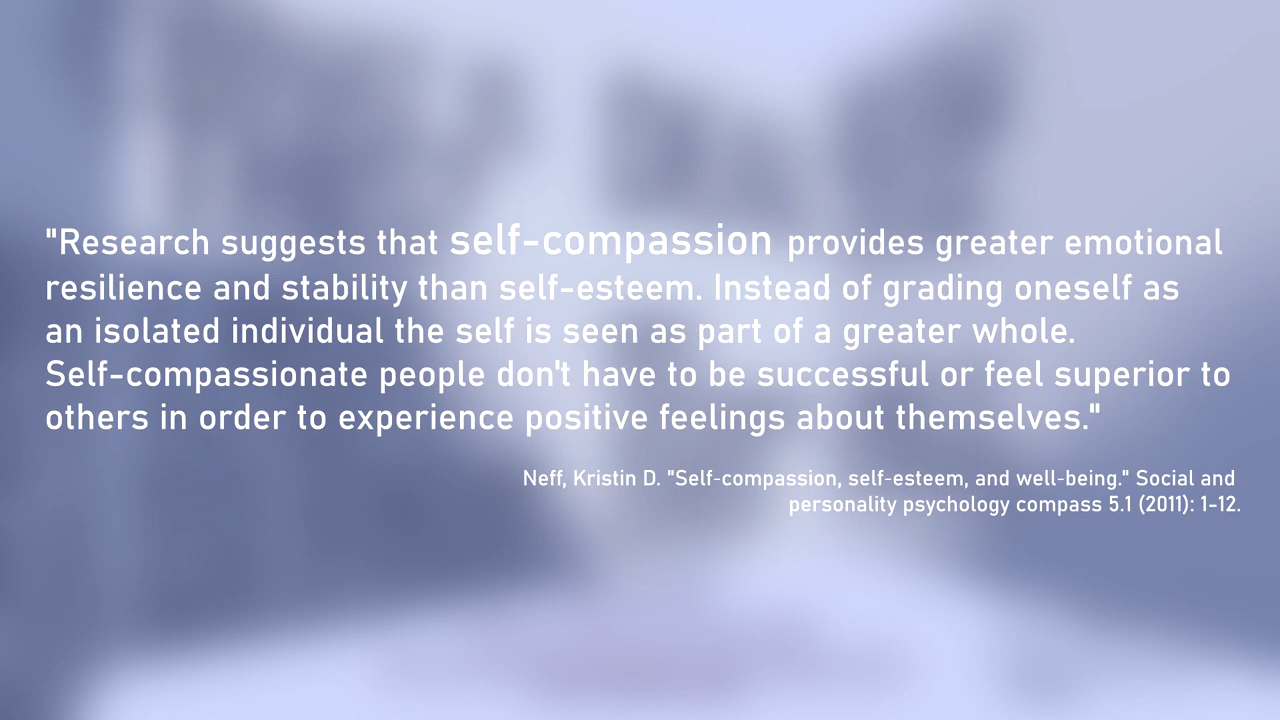 "Research suggests that self-compassion provides greater emotional
resilience and stability than self-esteem. Instead of grading oneself as
an isolated individual the self is seen as part of a greater whole.
Self-compassionate people don't have to be successful or feel superior to
others in order to experience positive feelings about themselves."
Neff, Kristin D. "Self-compassion, self-esteem, and well-being." Social and
personality psychology compass 5.1 (2011): 1-12.